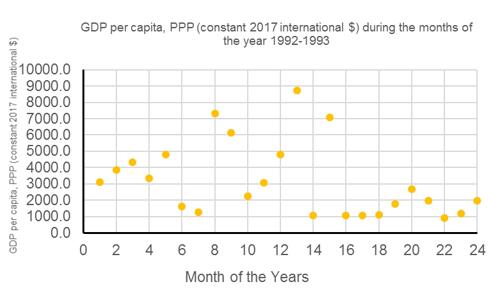 GDP per capita, PPP (constant 2017 international $) during the months of
the year 1992-1993
GDP per capita, PPP (constant 2017 international $)
10000.0
9000.0
8000.0
7000.0
6000.0
5000.0
4000.0
3000.0
2000.0
1000.0
0.0
0 2 4 6 8 10 12 14 16 18 20 22 24
Month of the Years